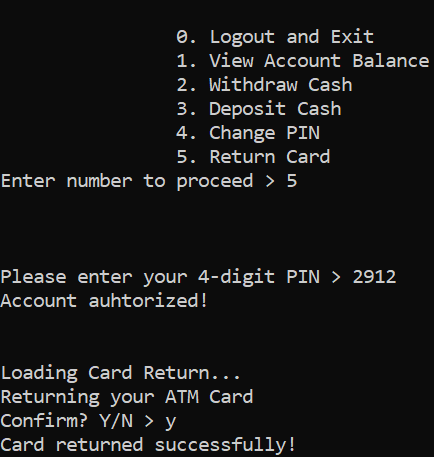 0. Logout and Exit
1. View Account Balance
2. Withdraw Cash
3. Deposit Cash
4. Change PIN
5. Return Card
Enter number to proceed > 5
Please enter your 4-digit PIN > 2912
Account auhtorized!
Loading Card Return...
Returning your ATM Card
Confirm? Y/N > y
Card returned successfully!